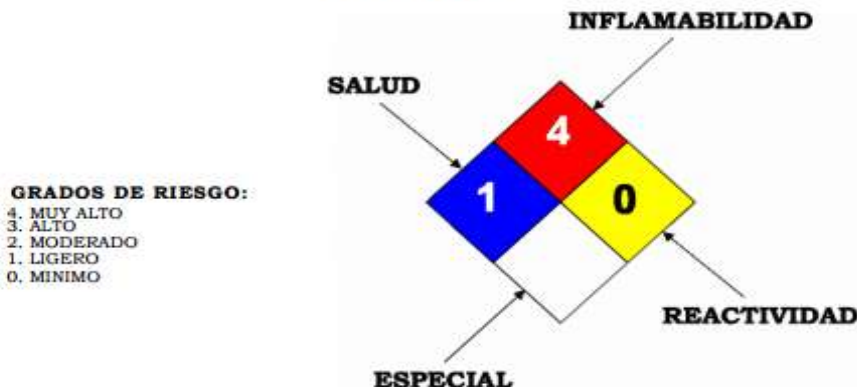 INFLAMABILIDAD
SALUD
4
1
0
GRADOS DE RIESGO:
4. MUY ALTO
3. ALTO
2. MODERADO
1. LIGERO
0. MINIMO
REACTIVIDAD
ESPECIAL